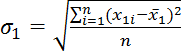 σ₁ = √(∑ⁿᵢ₌₁(x₁ᵢ − x̄₁)² / n)